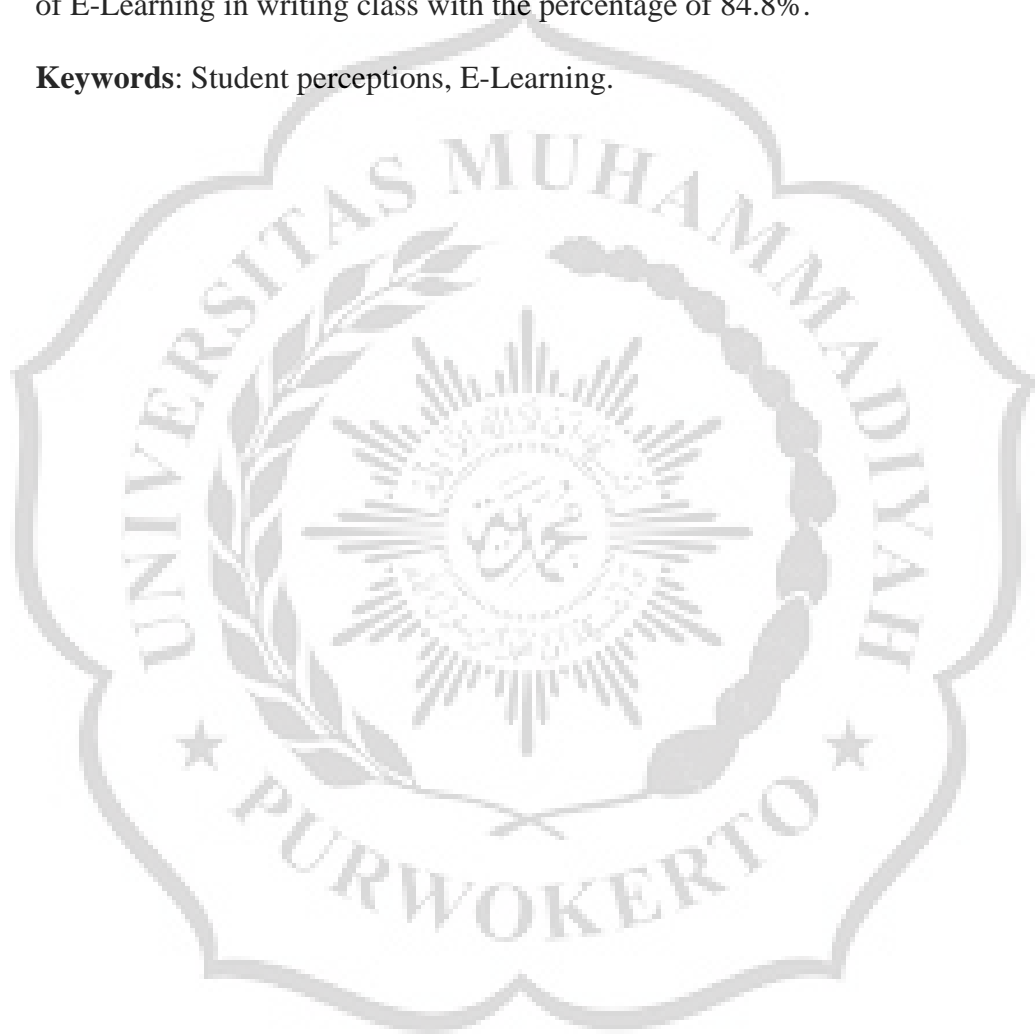 of E-Learning in writing class with the percentage of 84.8%.
Keywords: Student perceptions, E-Learning.
UNIVERSITAS MUHAMMADIYAH
PURWOKERTO